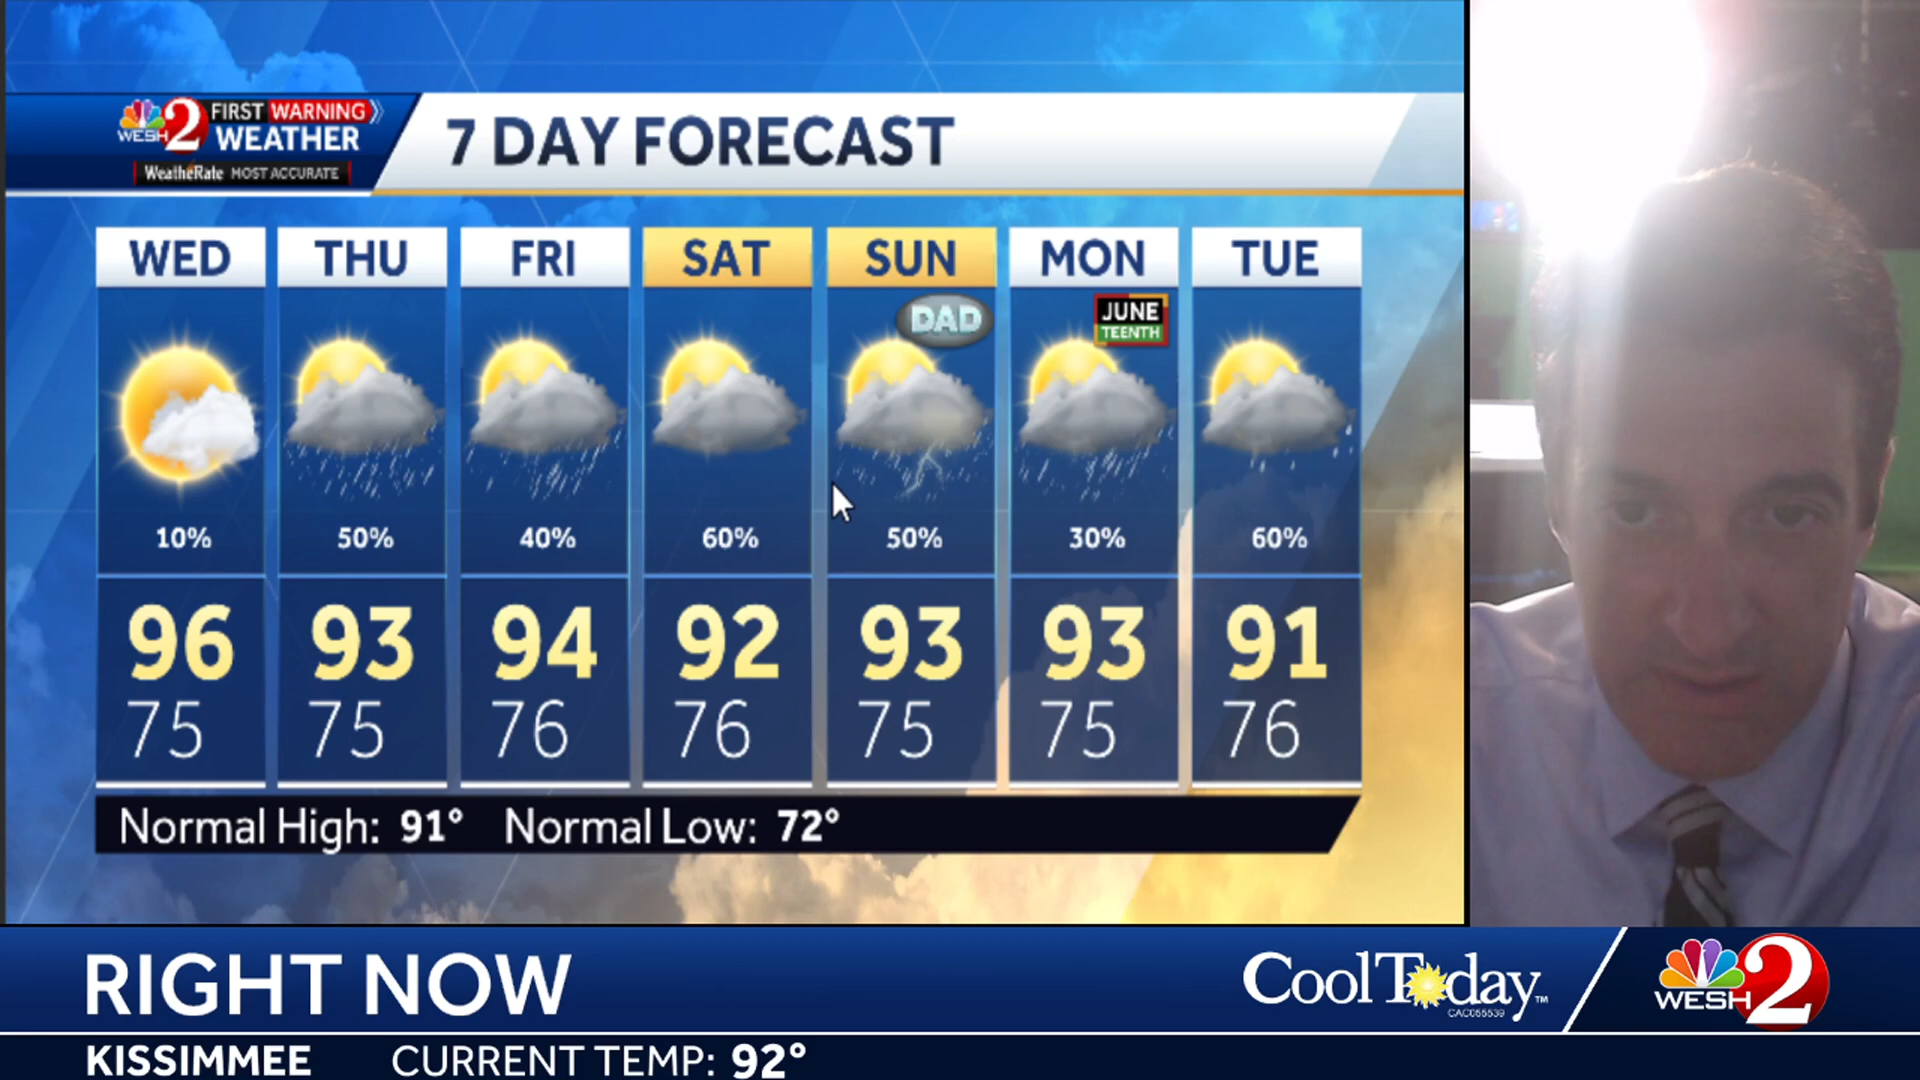 WESH 2 FIRST WARNING
WEATHER
WeatheRate MOST ACCURATE
7 DAY FORECAST
WED THU FRI SAT SUN MON TUE
DAD JUNE
TEENTH
10% 50% 40% 60% 50% 30% 60%
96 93 94 92 93 93 91
75 75 76 76 75 75 76
Normal High: 91° Normal Low: 72°
RIGHT NOW
CoolToday™
CAC055539
WESH 2
KISSIMMEE CURRENT TEMP: 92°